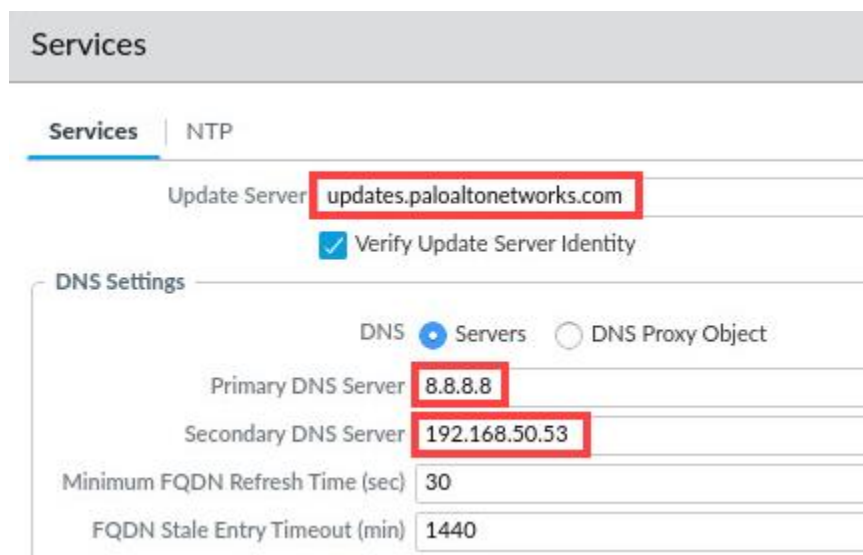 Services
Services NTP
Update Server updates.paloaltonetworks.com
Verify Update Server Identity
DNS Settings
DNS Servers DNS Proxy Object
Primary DNS Server 8.8.8.8
Secondary DNS Server 192.168.50.53
Minimum FQDN Refresh Time (sec) 30
FQDN Stale Entry Timeout (min) 1440